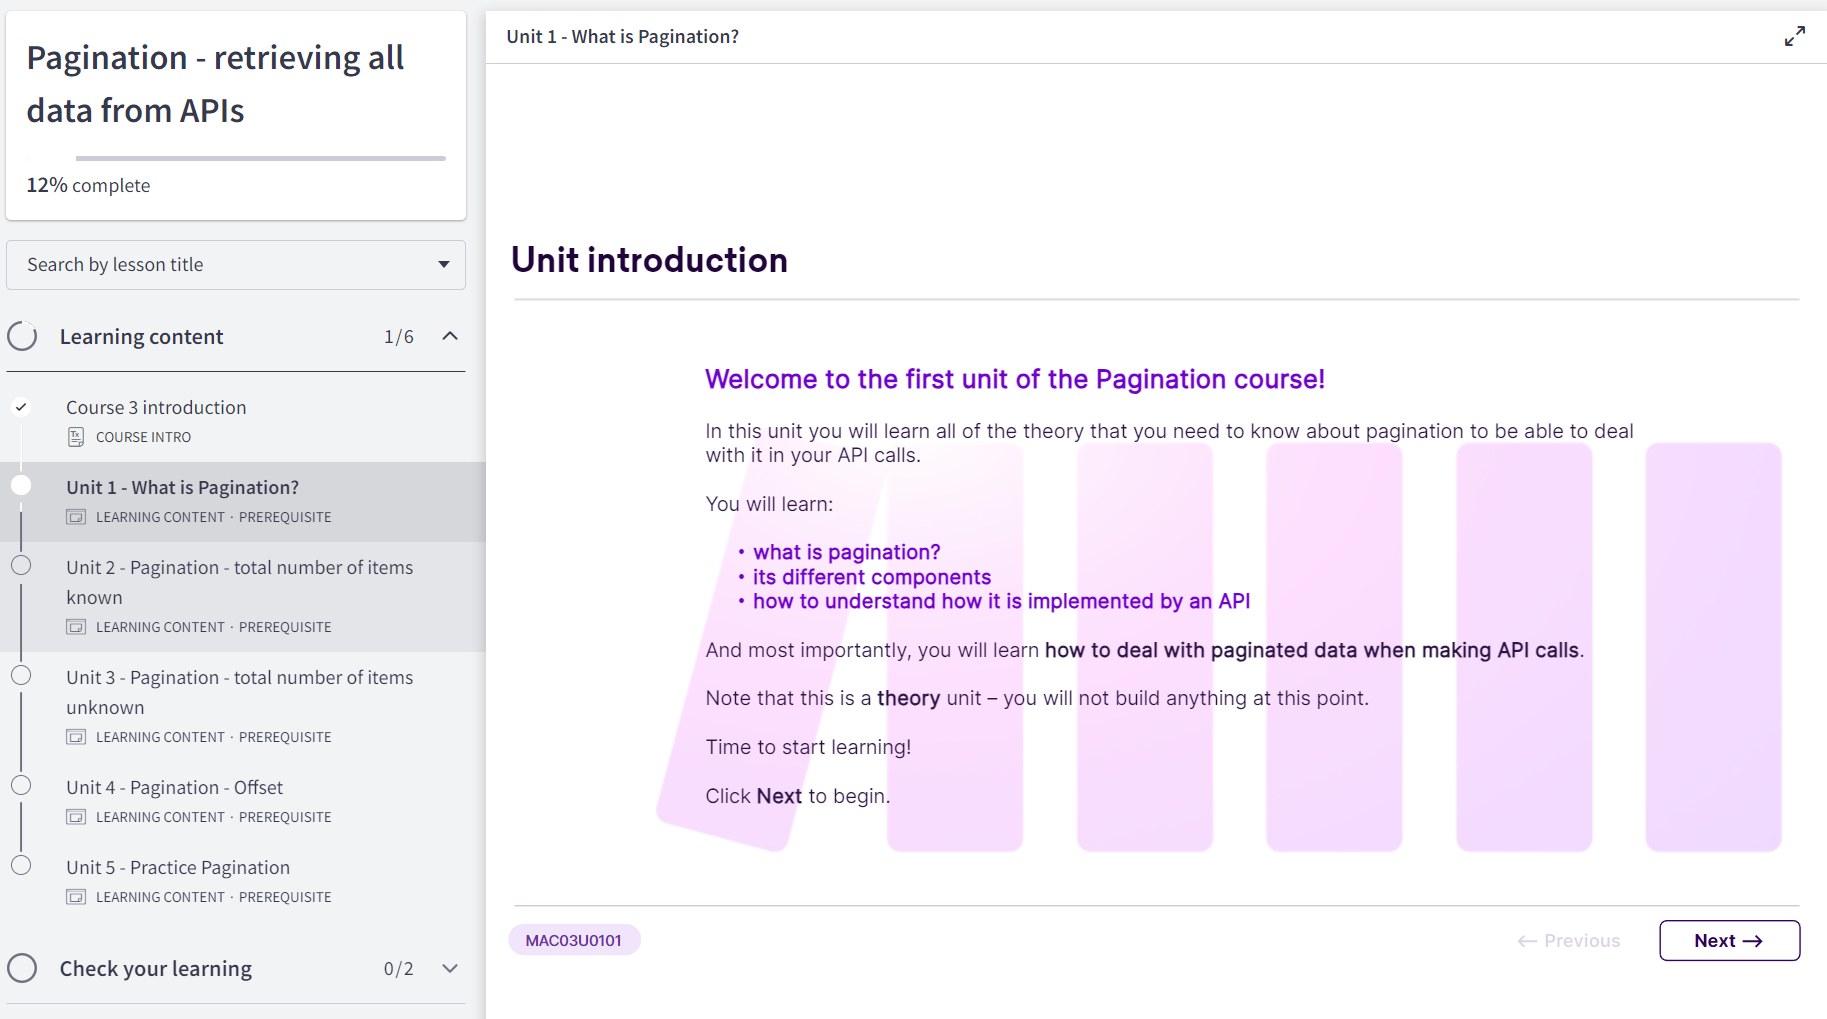 Pagination - retrieving all
data from APIs
12% complete
Search by lesson title
Learning content 1/6
Course 3 introduction
COURSE INTRO
Unit 1 - What is Pagination?
LEARNING CONTENT · PREREQUISITE
Unit 2 - Pagination - total number of items
known
LEARNING CONTENT · PREREQUISITE
Unit 3 - Pagination - total number of items
unknown
LEARNING CONTENT · PREREQUISITE
Unit 4 - Pagination - Offset
LEARNING CONTENT · PREREQUISITE
Unit 5 - Practice Pagination
LEARNING CONTENT · PREREQUISITE
Check your learning 0/2
Unit 1 - What is Pagination?
Unit introduction
Welcome to the first unit of the Pagination course!
In this unit you will learn all of the theory that you need to know about pagination to be able to deal
with it in your API calls.
You will learn:
• what is pagination?
• its different components
• how to understand how it is implemented by an API
And most importantly, you will learn how to deal with paginated data when making API calls.
Note that this is a theory unit – you will not build anything at this point.
Time to start learning!
Click Next to begin.
MAC03U0101
← Previous
Next →